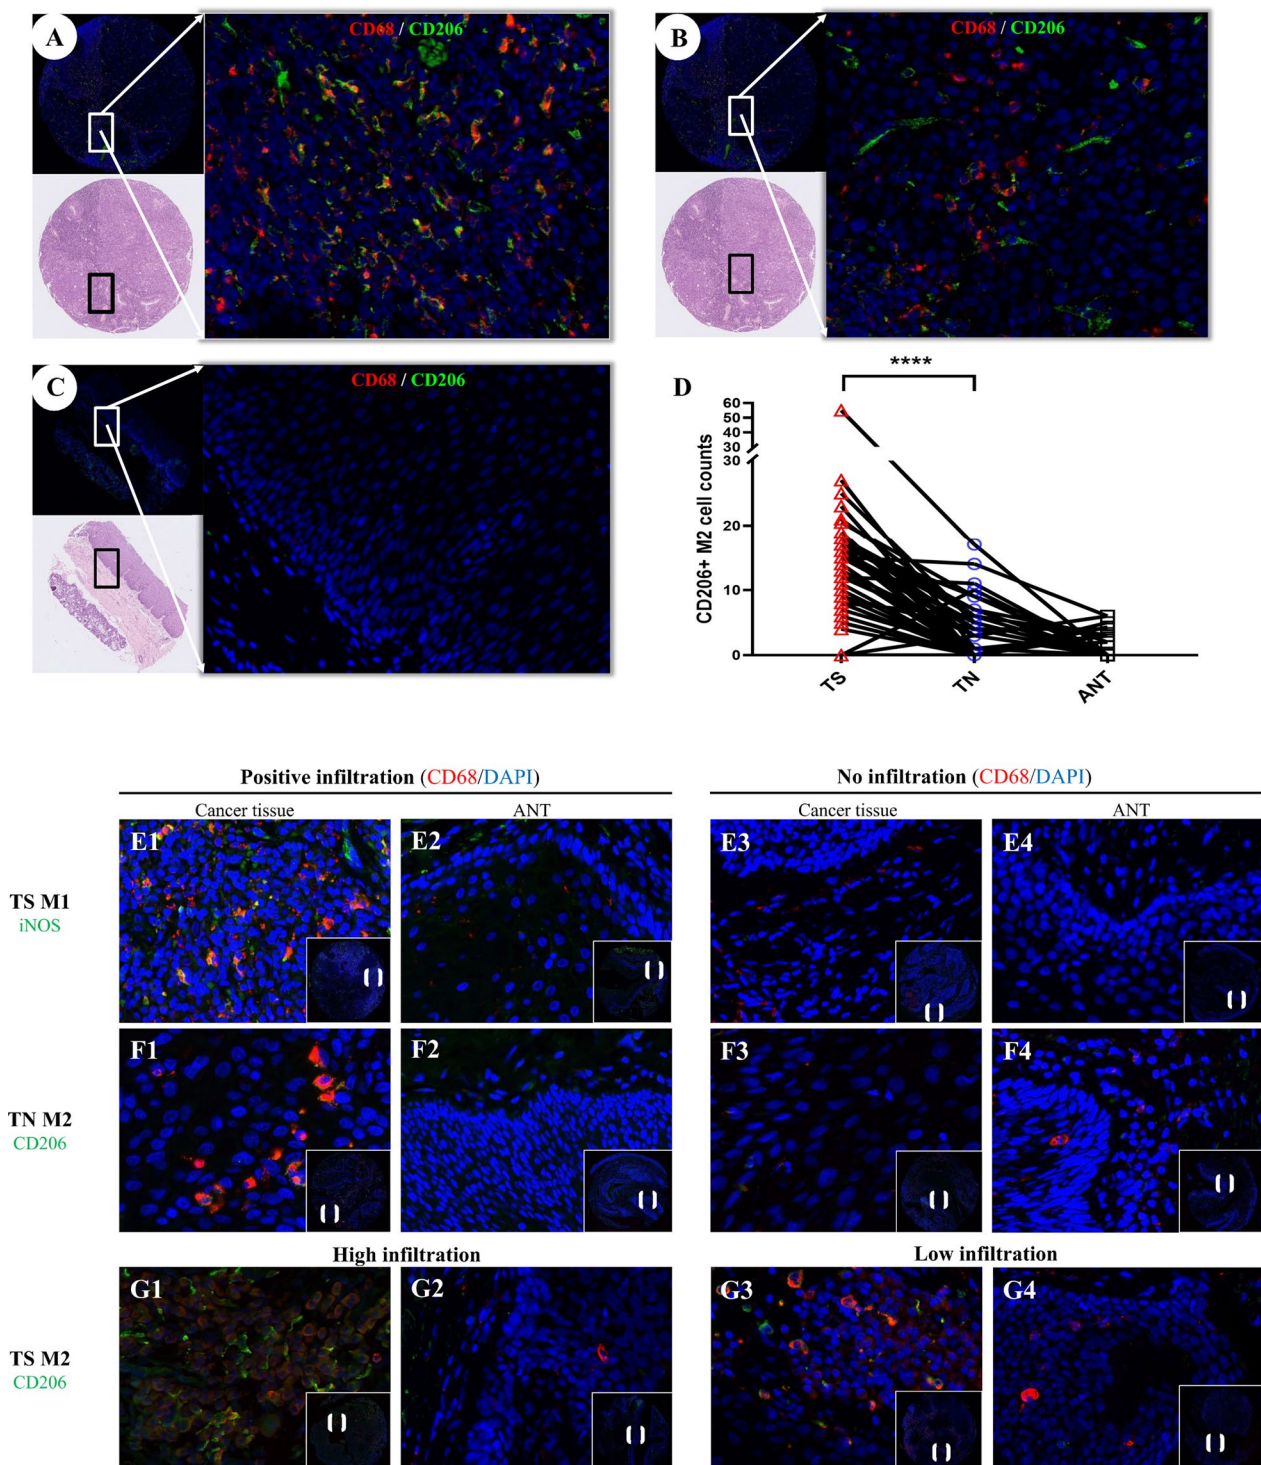 A
CD68 / CD206
B
CD68 / CD206
C
CD68 / CD206
D
****
CD206+ M2 cell counts
60
50
40
30
30
20
10
0
TS
TN
ANT
Positive infiltration (CD68/DAPI)
No infiltration (CD68/DAPI)
Cancer tissue
ANT
Cancer tissue
ANT
TS M1
iNOS
E1
E2
E3
E4
TN M2
CD206
F1
F2
F3
F4
High infiltration
Low infiltration
TS M2
CD206
G1
G2
G3
G4